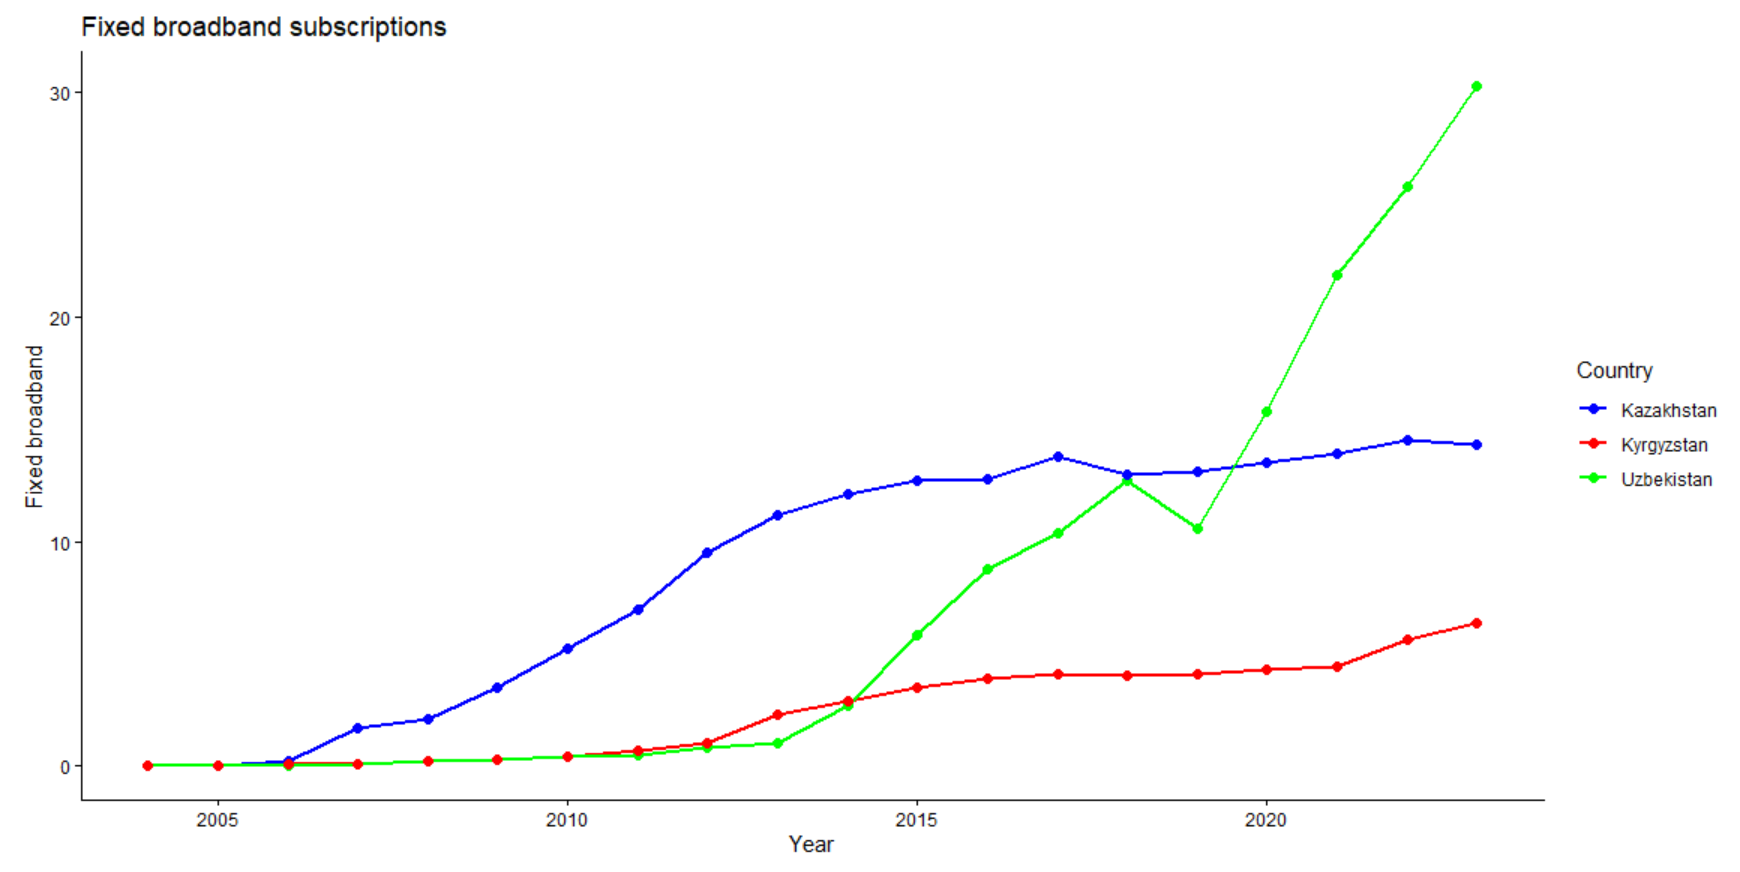 Fixed broadband subscriptions
Fixed broadband
30
20
10
0
2005
2010
2015
2020
Year
Country
Kazakhstan
Kyrgyzstan
Uzbekistan